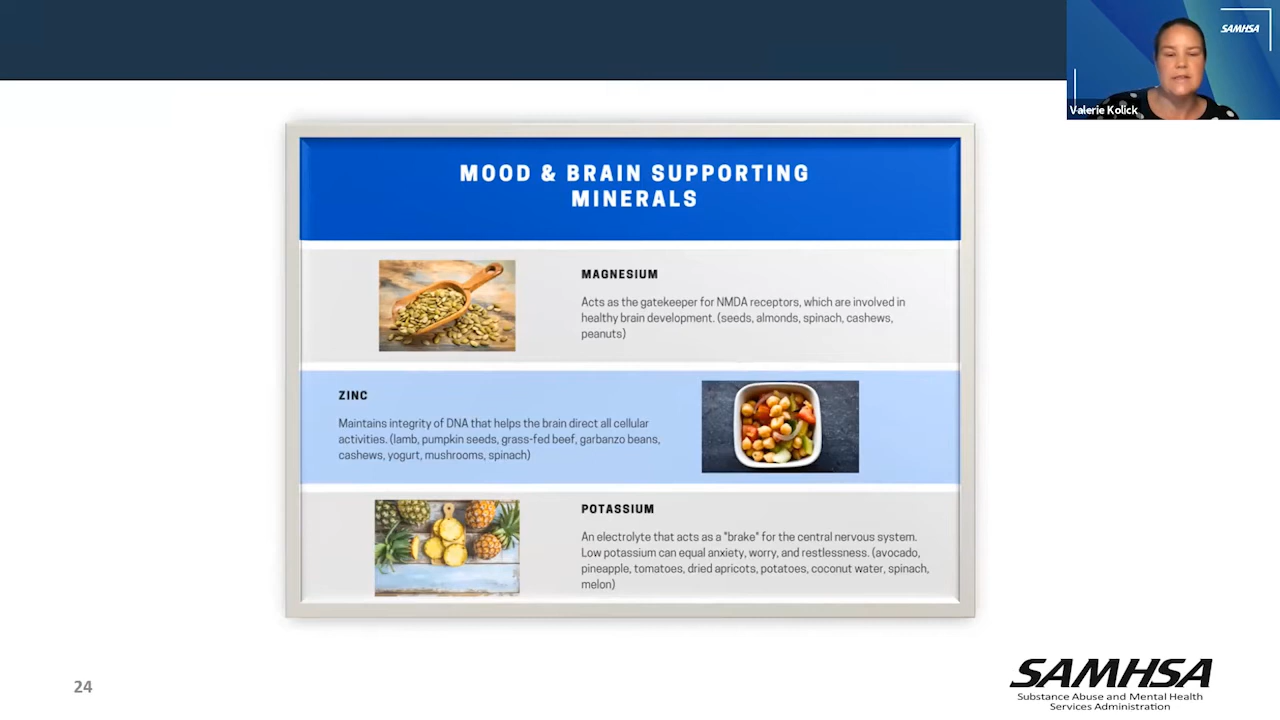 SAMHSA
Valerie Kolick
MOOD & BRAIN SUPPORTING
MINERALS
MAGNESIUM
Acts as the gatekeeper for NMDA receptors, which are involved in
healthy brain development. (seeds, almonds, spinach, cashews,
peanuts)
ZINC
Maintains integrity of DNA that helps the brain direct all cellular
activities. (lamb, pumpkin seeds, grass-fed beef, garbanzo beans,
cashews, yogurt, mushrooms, spinach)
POTASSIUM
An electrolyte that acts as a "brake" for the central nervous system.
Low potassium can equal anxiety, worry, and restlessness. (avocado,
pineapple, tomatoes, dried apricots, potatoes, coconut water, spinach,
melon)
24
SAMHSA
Substance Abuse and Mental Health
Services Administration